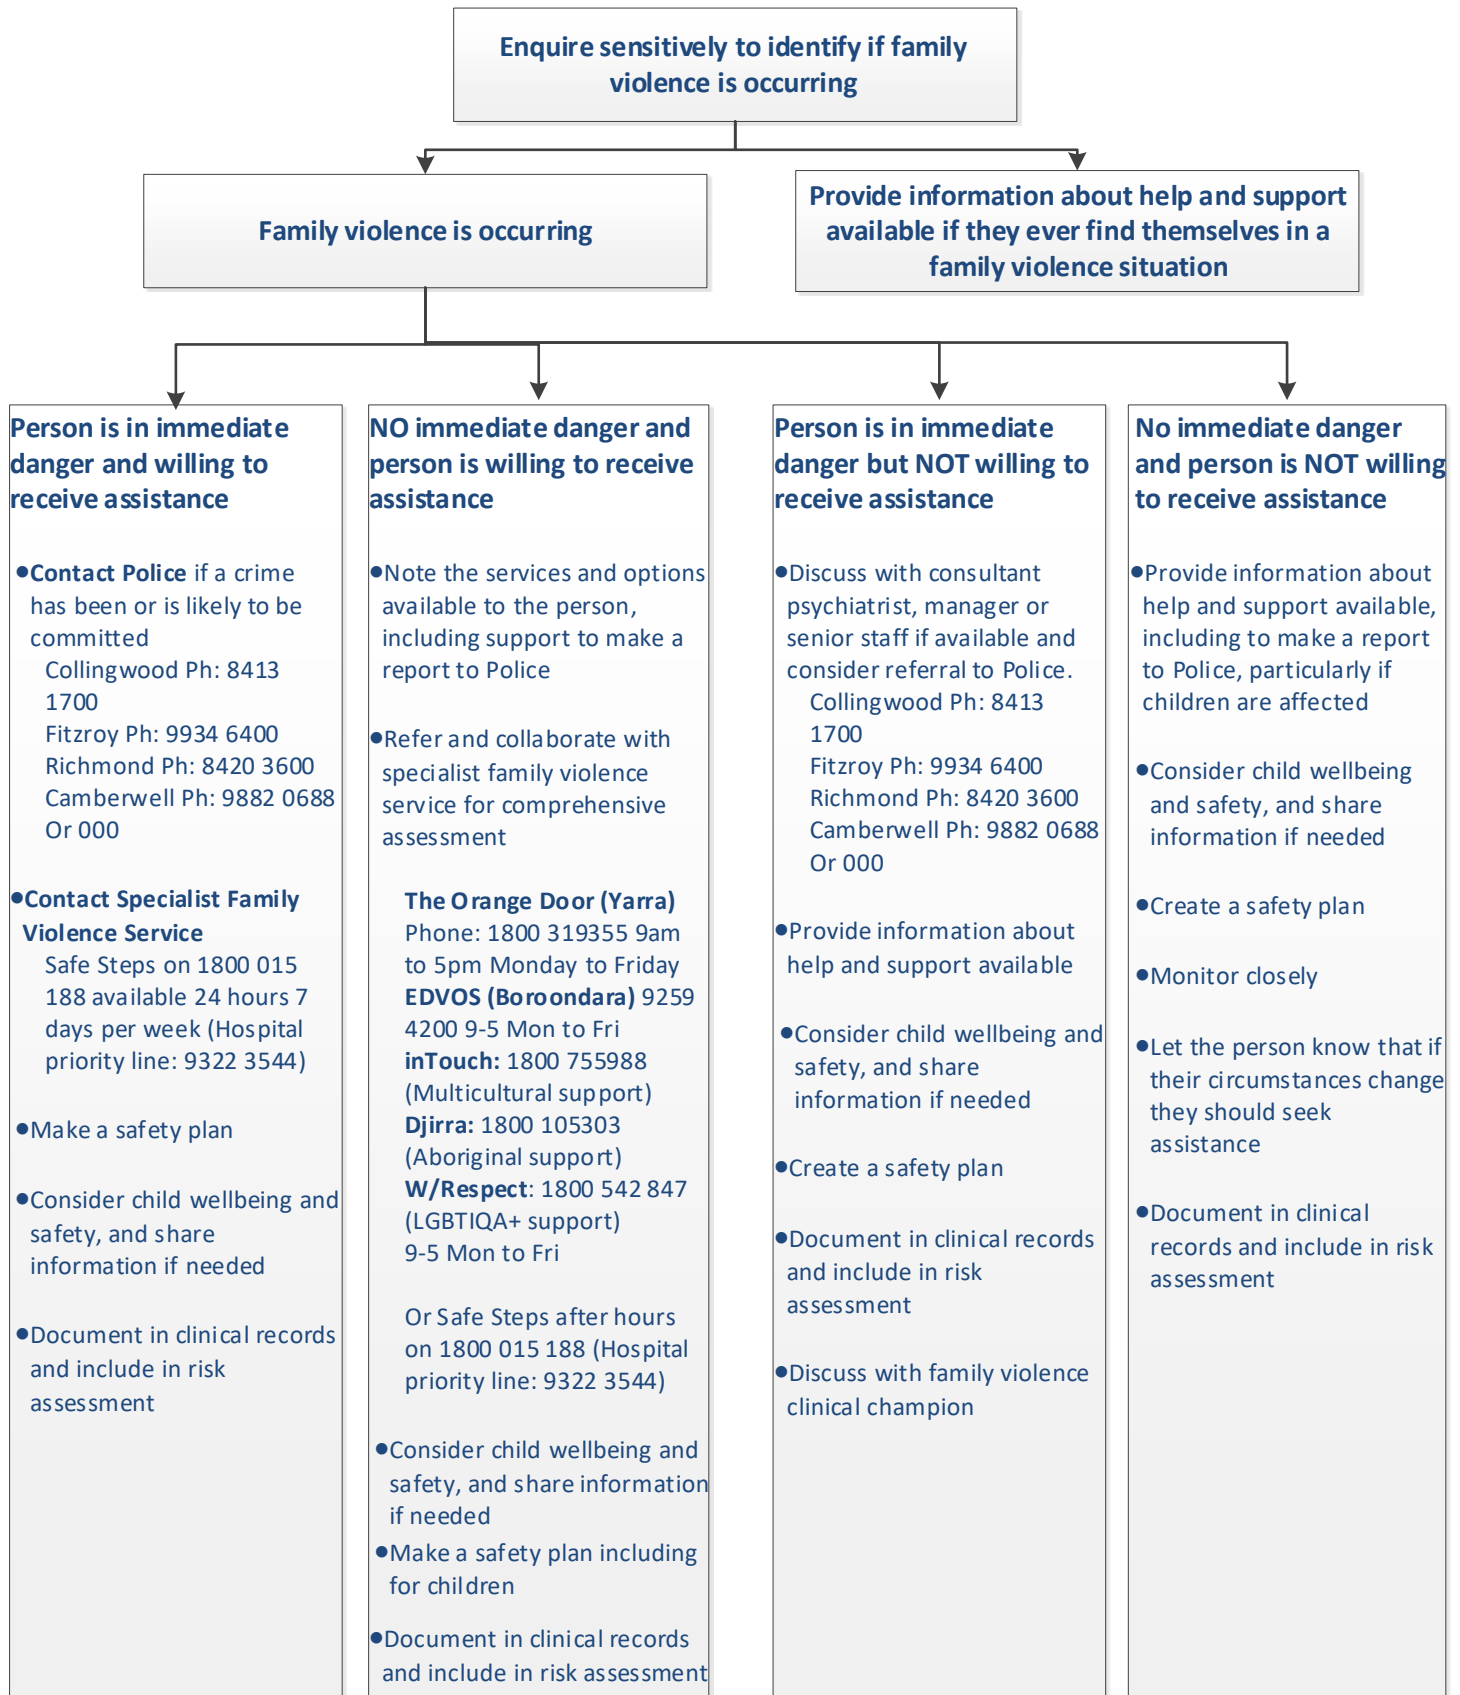 Enquire sensitively to identify if family
violence is occurring
Family violence is occurring
Provide information about help and support
available if they ever find themselves in a
family violence situation
Person is in immediate
danger and willing to
receive assistance
●Contact Police if a crime
has been or is likely to be
committed
Collingwood Ph: 8413
1700
Fitzroy Ph: 9934 6400
Richmond Ph: 8420 3600
Camberwell Ph: 9882 0688
Or 000
●Contact Specialist Family
Violence Service
Safe Steps on 1800 015
188 available 24 hours 7
days per week (Hospital
priority line: 9322 3544)
●Make a safety plan
●Consider child wellbeing and
safety, and share
information if needed
●Document in clinical records
and include in risk
assessment
NO immediate danger and
person is willing to receive
assistance
●Note the services and options
available to the person,
including support to make a
report to Police
●Refer and collaborate with
specialist family violence
service for comprehensive
assessment
The Orange Door (Yarra)
Phone: 1800 319355 9am
to 5pm Monday to Friday
EDVOS (Boroondara) 9259
4200 9-5 Mon to Fri
inTouch: 1800 755988
(Multicultural support)
Djirra: 1800 105303
(Aboriginal support)
W/Respect: 1800 542 847
(LGBTIQA+ support)
9-5 Mon to Fri
Or Safe Steps after hours
on 1800 015 188 (Hospital
priority line: 9322 3544)
●Consider child wellbeing and
safety, and share information
if needed
●Make a safety plan including
for children
●Document in clinical records
and include in risk assessment
Person is in immediate
danger but NOT willing to
receive assistance
●Discuss with consultant
psychiatrist, manager or
senior staff if available and
consider referral to Police.
Collingwood Ph: 8413
1700
Fitzroy Ph: 9934 6400
Richmond Ph: 8420 3600
Camberwell Ph: 9882 0688
Or 000
●Provide information about
help and support available
●Consider child wellbeing and
safety, and share
information if needed
●Create a safety plan
●Document in clinical records
and include in risk
assessment
●Discuss with family violence
clinical champion
No immediate danger
and person is NOT willing
to receive assistance
●Provide information about
help and support available,
including to make a report
to Police, particularly if
children are affected
●Consider child wellbeing
and safety, and share
information if needed
●Create a safety plan
●Monitor closely
●Let the person know that if
their circumstances change
they should seek
assistance
●Document in clinical
records and include in risk
assessment